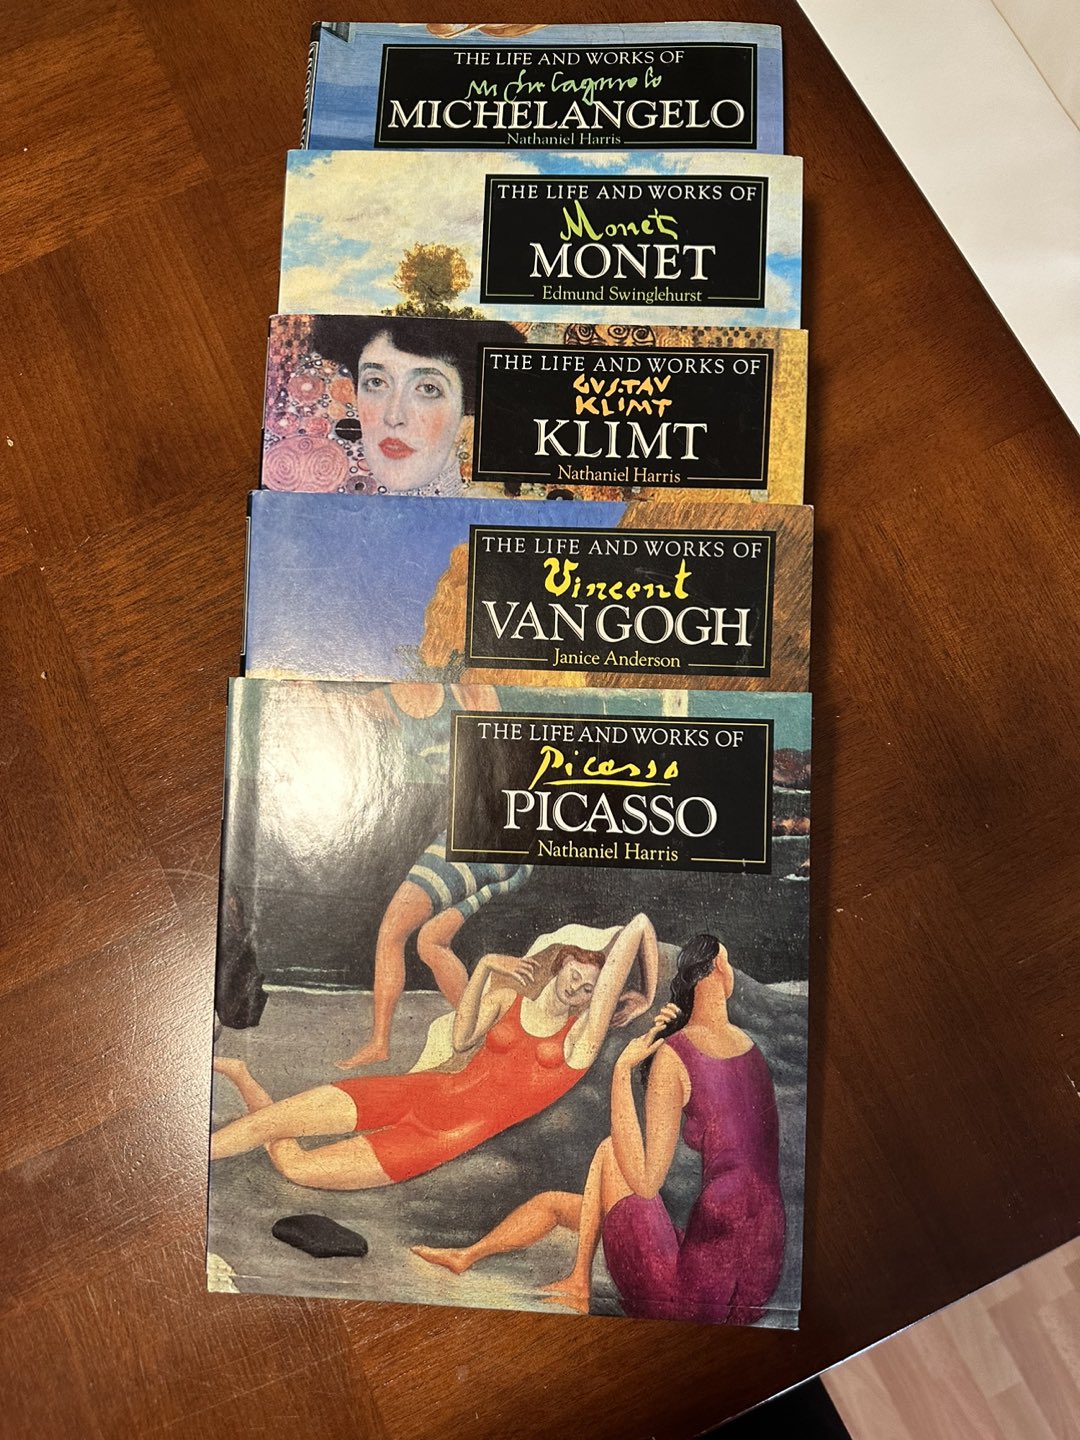 THE LIFE AND WORKS OF
Michelagniolo
MICHELANGELO
Nathaniel Harris
THE LIFE AND WORKS OF
Monet
MONET
Edmund Swinglehurst
THE LIFE AND WORKS OF
GUSTAV
KLIMT
KLIMT
Nathaniel Harris
THE LIFE AND WORKS OF
Vincent
VAN GOGH
Janice Anderson
THE LIFE AND WORKS OF
Picasso
PICASSO
Nathaniel Harris